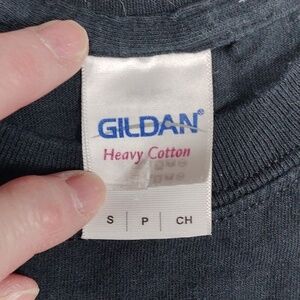 GILDAN®
Heavy Cotton
S | P | CH